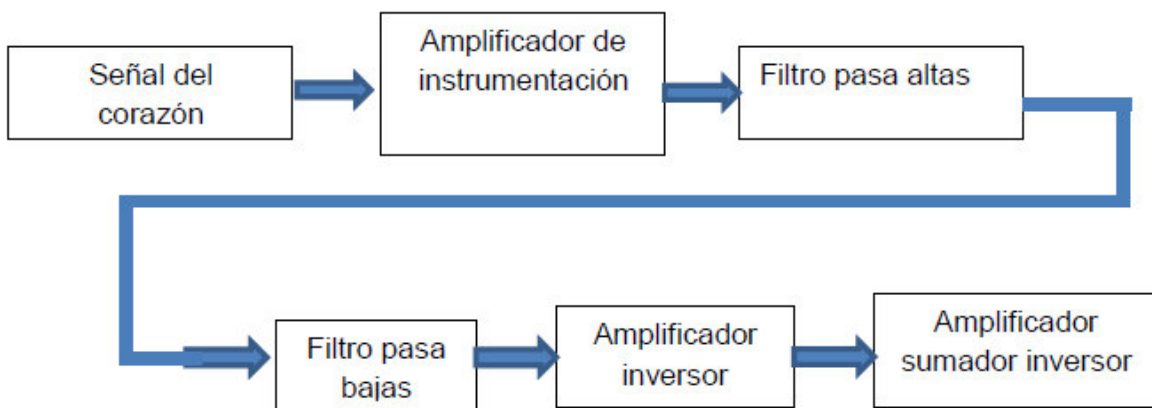 Señal del
corazón
Amplificador de
instrumentación
Filtro pasa altas
Filtro pasa
bajas
Amplificador
inversor
Amplificador
sumador inversor